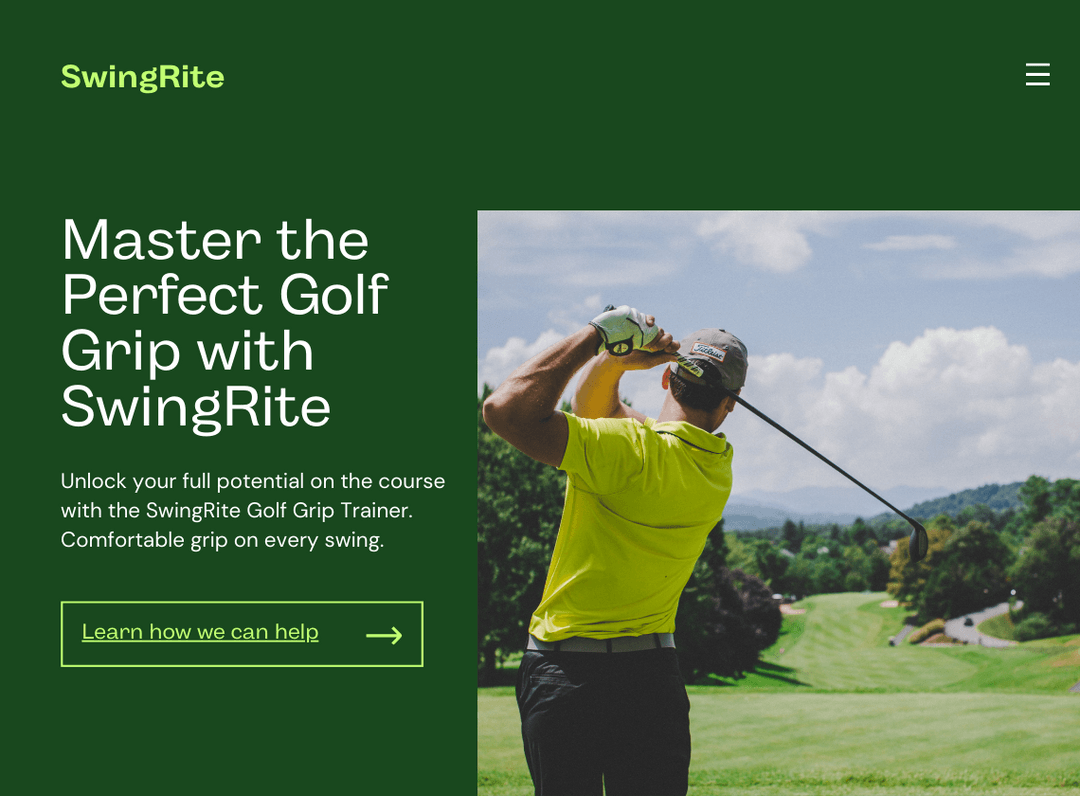 SwingRite
Master the
Perfect Golf
Grip with
SwingRite
Unlock your full potential on the course
with the SwingRite Golf Grip Trainer.
Comfortable grip on every swing.
Learn how we can help
Titleist